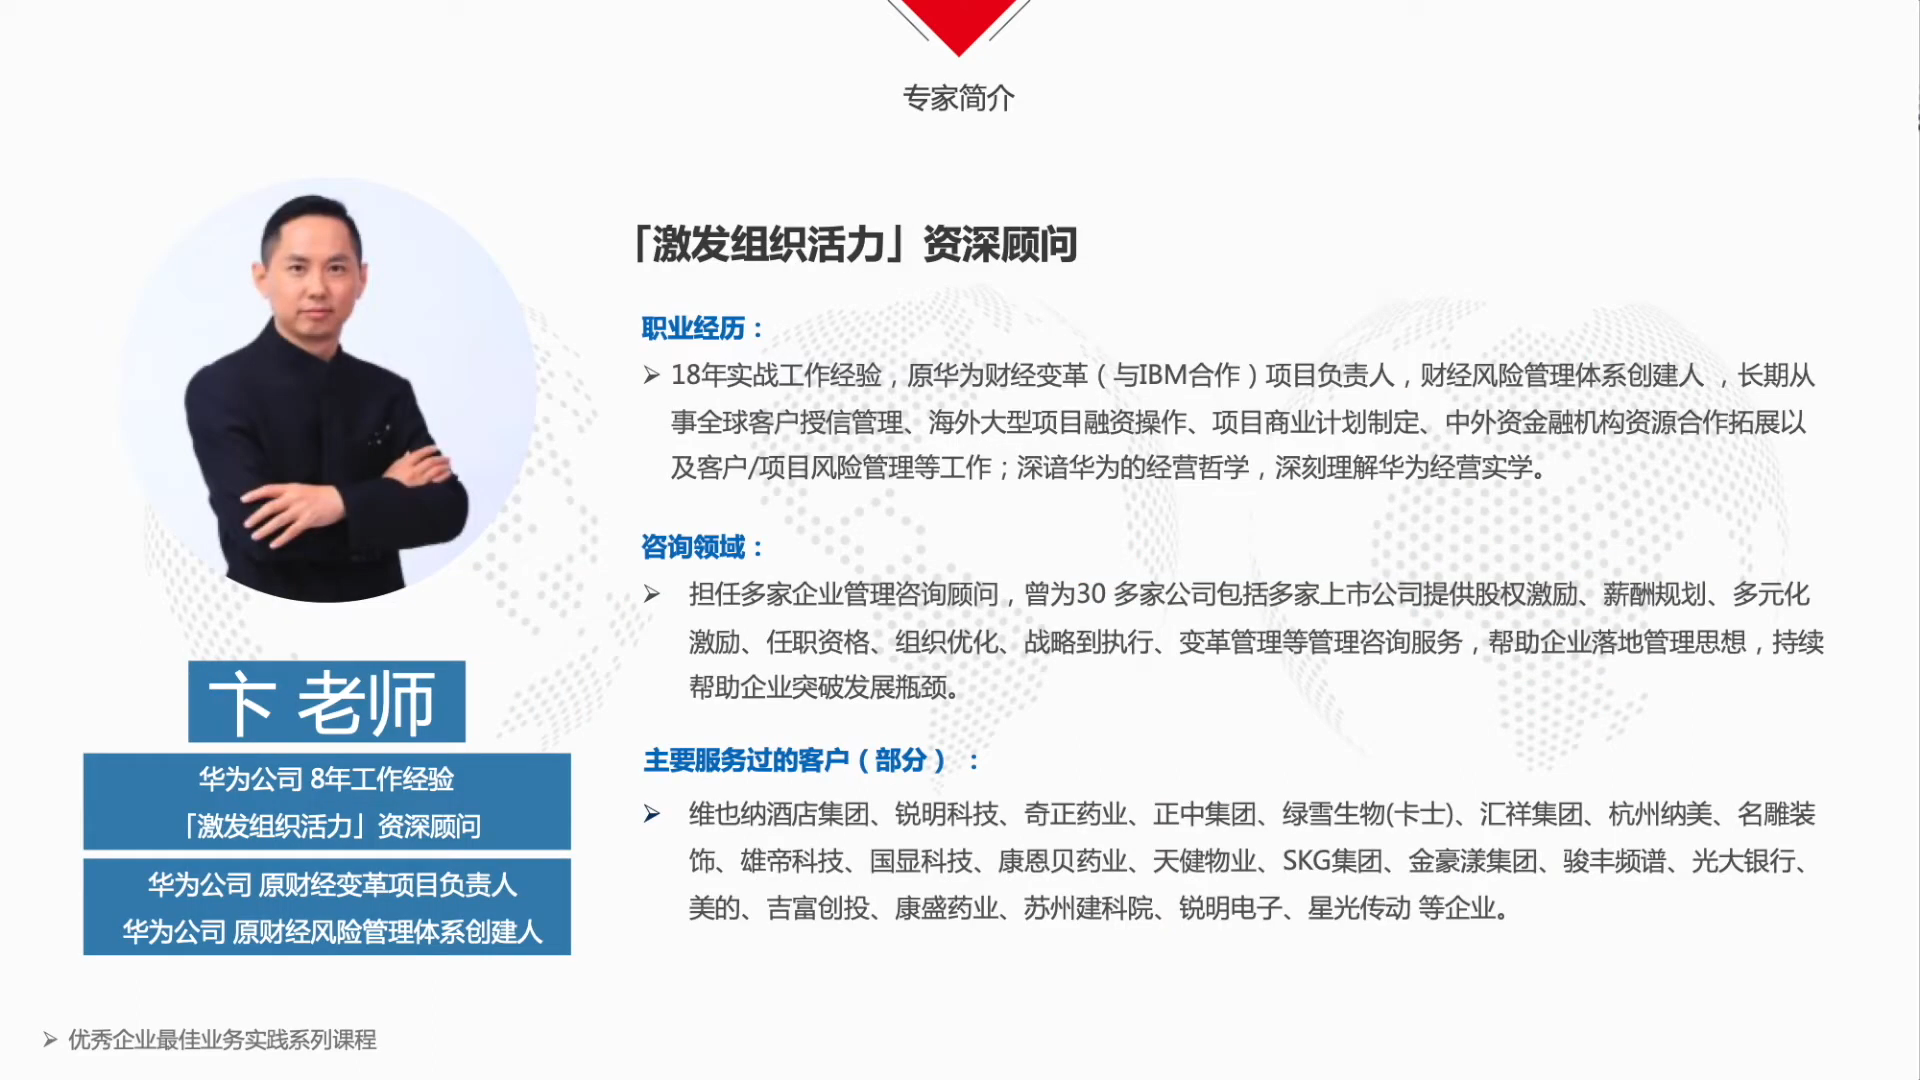 专家简介
「激发组织活力」资深顾问
职业经历：
➢ 18年实战工作经验，原华为财经变革（与IBM合作）项目负责人，财经风险管理体系创建人 ，长期从
事全球客户授信管理、海外大型项目融资操作、项目商业计划制定、中外资金融机构资源合作拓展以
及客户/项目风险管理等工作；深谙华为的经营哲学，深刻理解华为经营实学。
咨询领域：
➢ 担任多家企业管理咨询顾问，曾为30 多家公司包括多家上市公司提供股权激励、薪酬规划、多元化
激励、任职资格、组织优化、战略到执行、变革管理等管理咨询服务，帮助企业落地管理思想，持续
帮助企业突破发展瓶颈。
主要服务过的客户（部分） ：
➢ 维也纳酒店集团、锐明科技、奇正药业、正中集团、绿雪生物(卡士)、汇祥集团、杭州纳美、名雕装
饰、雄帝科技、国显科技、康恩贝药业、天健物业、SKG集团、金豪漾集团、骏丰频谱、光大银行、
美的、吉富创投、康盛药业、苏州建科院、锐明电子、星光传动 等企业。
卞 老师
华为公司 8年工作经验
「激发组织活力」资深顾问
华为公司 原财经变革项目负责人
华为公司 原财经风险管理体系创建人
➢ 优秀企业最佳业务实践系列课程